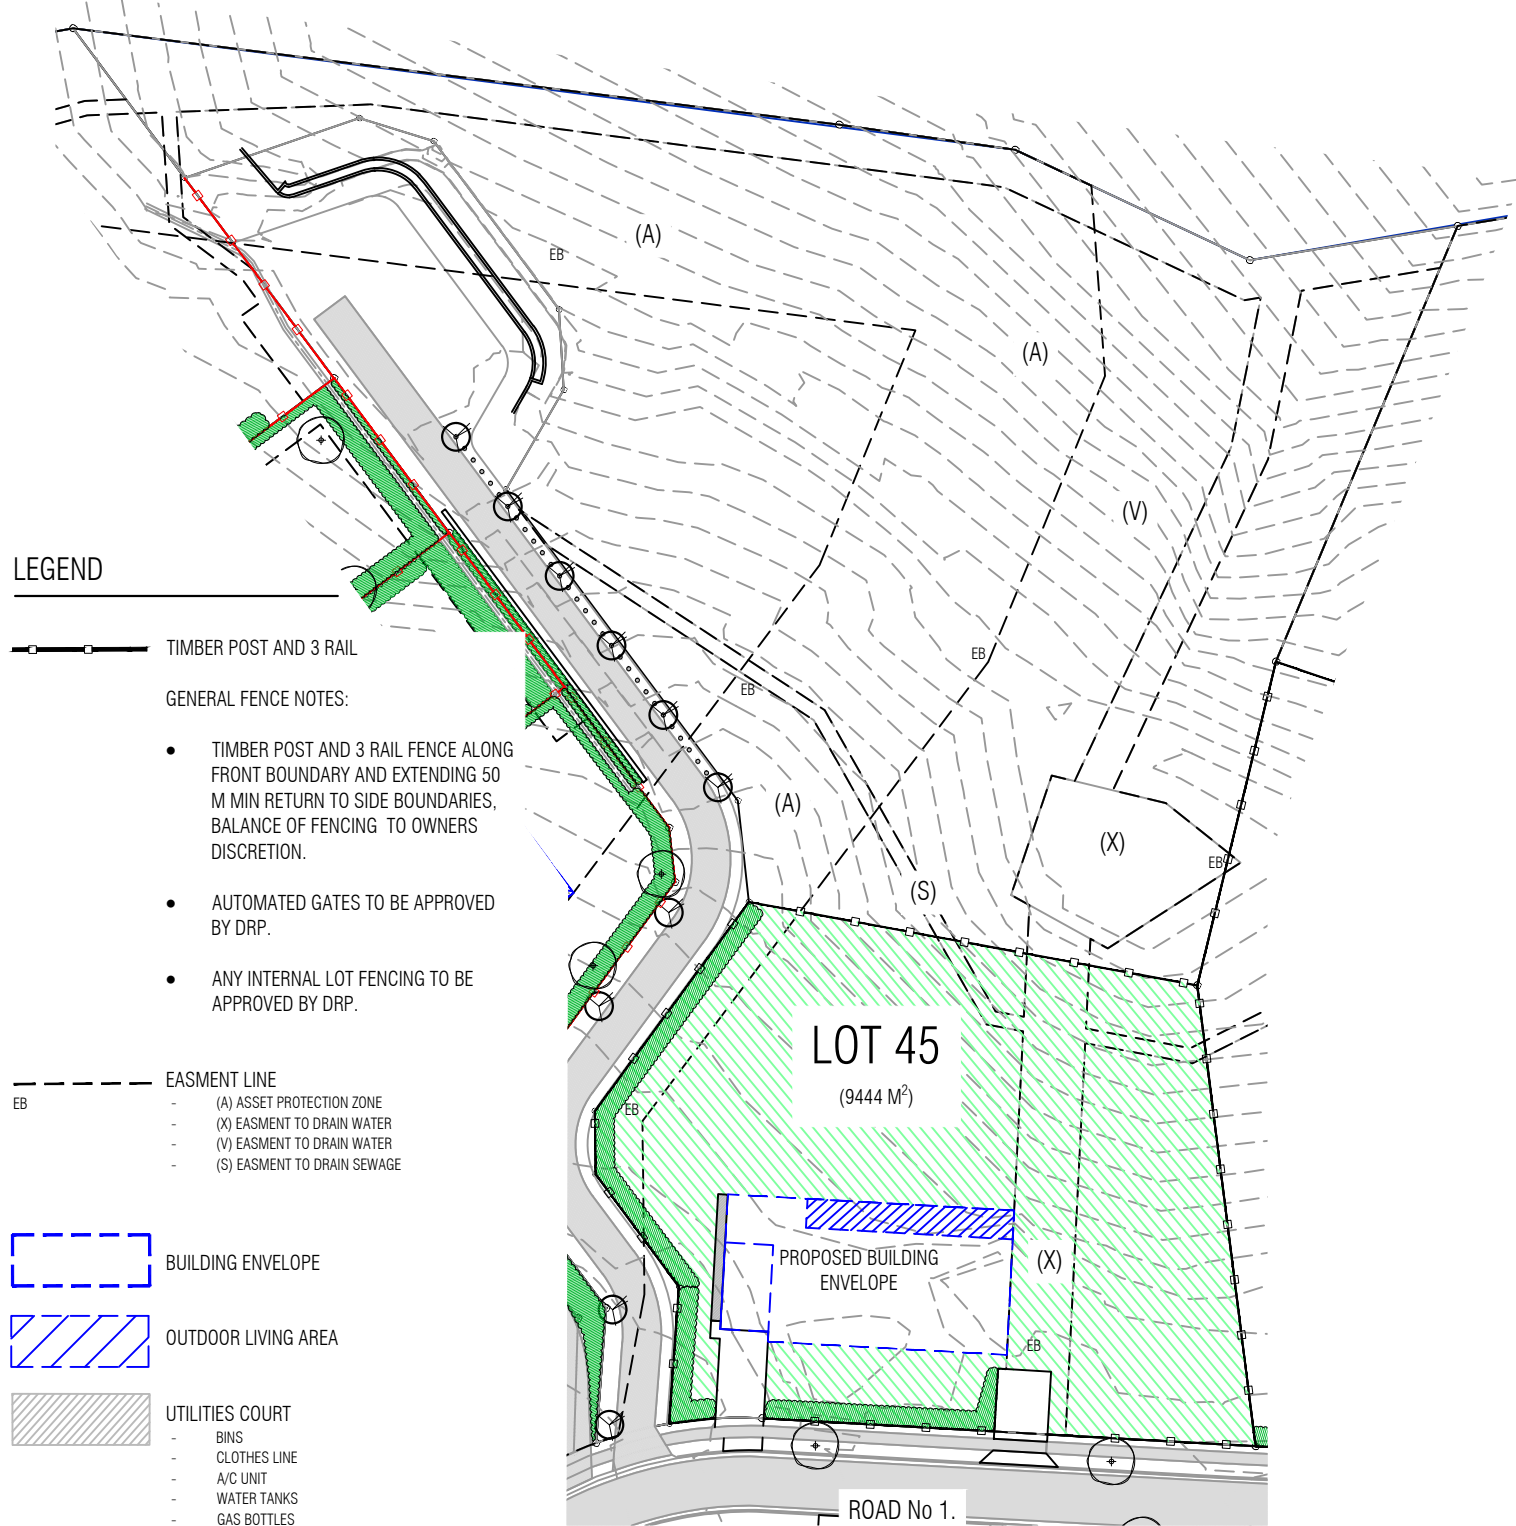 (A)
EB
(A)
(V)
LEGEND
TIMBER POST AND 3 RAIL
GENERAL FENCE NOTES:
• TIMBER POST AND 3 RAIL FENCE ALONG
FRONT BOUNDARY AND EXTENDING 50
M MIN RETURN TO SIDE BOUNDARIES,
BALANCE OF FENCING TO OWNERS
DISCRETION.
• AUTOMATED GATES TO BE APPROVED
BY DRP.
• ANY INTERNAL LOT FENCING TO BE
APPROVED BY DRP.
EASMENT LINE
EB
- (A) ASSET PROTECTION ZONE
- (X) EASMENT TO DRAIN WATER
- (V) EASMENT TO DRAIN WATER
- (S) EASMENT TO DRAIN SEWAGE
BUILDING ENVELOPE
OUTDOOR LIVING AREA
UTILITIES COURT
- BINS
- CLOTHES LINE
- A/C UNIT
- WATER TANKS
- GAS BOTTLES
EB
EB
(A)
(X)
EB
(S)
LOT 45
(9444 M²)
EB
PROPOSED BUILDING
ENVELOPE
(X)
EB
ROAD No 1.